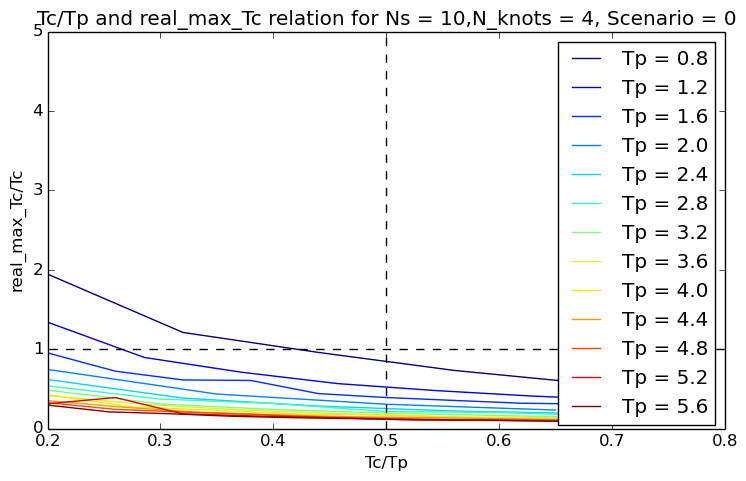 Tc/Tp and real_max_Tc relation for Ns = 10,N_knots = 4, Scenario = 0
5
4
3
2
1
0
real_max_Tc/Tc
0.2 0.3 0.4 0.5 0.6 0.7 0.8
Tc/Tp
Tp = 0.8
Tp = 1.2
Tp = 1.6
Tp = 2.0
Tp = 2.4
Tp = 2.8
Tp = 3.2
Tp = 3.6
Tp = 4.0
Tp = 4.4
Tp = 4.8
Tp = 5.2
Tp = 5.6